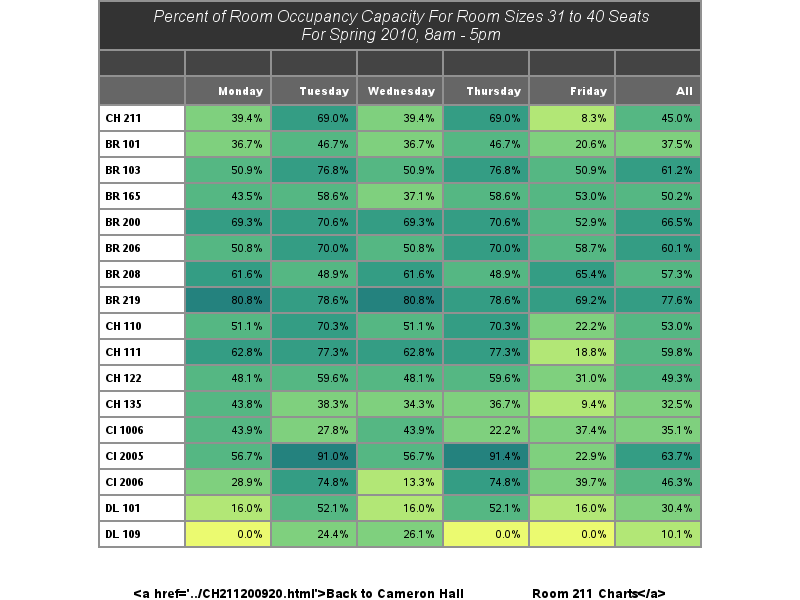 Percent of Room Occupancy Capacity For Room Sizes 31 to 40 Seats
For Spring 2010, 8am - 5pm
Monday Tuesday Wednesday Thursday Friday All
CH 211 39.4% 69.0% 39.4% 69.0% 8.3% 45.0%
BR 101 36.7% 46.7% 36.7% 46.7% 20.6% 37.5%
BR 103 50.9% 76.8% 50.9% 76.8% 50.9% 61.2%
BR 165 43.5% 58.6% 37.1% 58.6% 53.0% 50.2%
BR 200 69.3% 70.6% 69.3% 70.6% 52.9% 66.5%
BR 206 50.8% 70.0% 50.8% 70.0% 58.7% 60.1%
BR 208 61.6% 48.9% 61.6% 48.9% 65.4% 57.3%
BR 219 80.8% 78.6% 80.8% 78.6% 69.2% 77.6%
CH 110 51.1% 70.3% 51.1% 70.3% 22.2% 53.0%
CH 111 62.8% 77.3% 62.8% 77.3% 18.8% 59.8%
CH 122 48.1% 59.6% 48.1% 59.6% 31.0% 49.3%
CH 135 43.8% 38.3% 34.3% 36.7% 9.4% 32.5%
CI 1006 43.9% 27.8% 43.9% 22.2% 37.4% 35.1%
CI 2005 56.7% 91.0% 56.7% 91.4% 22.9% 63.7%
CI 2006 28.9% 74.8% 13.3% 74.8% 39.7% 46.3%
DL 101 16.0% 52.1% 16.0% 52.1% 16.0% 30.4%
DL 109 0.0% 24.4% 26.1% 0.0% 0.0% 10.1%
<a href='../CH211200920.html'>Back to Cameron Hall Room 211 Charts</a>